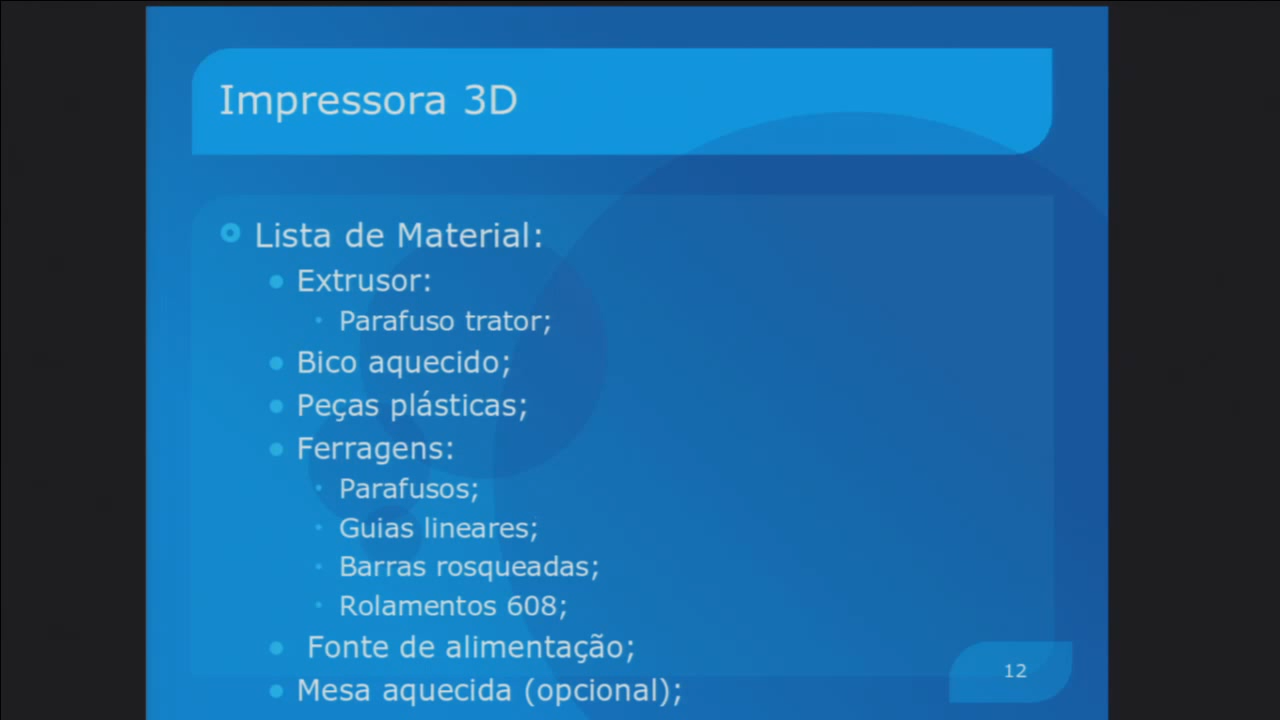 Impressora 3D
Lista de Material:
Extrusor:
Parafuso trator;
Bico aquecido;
Peças plásticas;
Ferragens:
Parafusos;
Guias lineares;
Barras rosqueadas;
Rolamentos 608;
Fonte de alimentação;
Mesa aquecida (opcional);
12